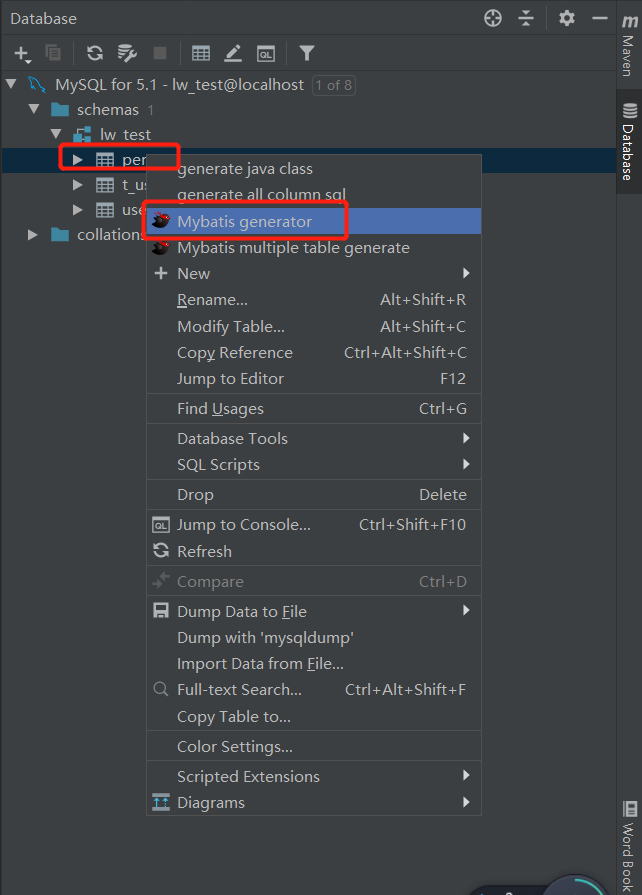 Database
MySQL for 5.1 - lw_test@localhost 1 of 8
schemas 1
lw_test
per
t_us
use
collations
generate java class
generate all column sql
Mybatis generator
Mybatis multiple table generate
New
Rename... Alt+Shift+R
Modify Table... Alt+Shift+C
Copy Reference Ctrl+Alt+Shift+C
Jump to Editor F12
Find Usages Ctrl+G
Database Tools
SQL Scripts
Drop Delete
QL Jump to Console... Ctrl+Shift+F10
Refresh
Compare Ctrl+D
Dump Data to File
Dump with 'mysqldump'
Import Data from File...
Full-text Search... Ctrl+Alt+Shift+F
Copy Table to...
Color Settings...
Scripted Extensions
Diagrams
m Maven
Database
Word Book